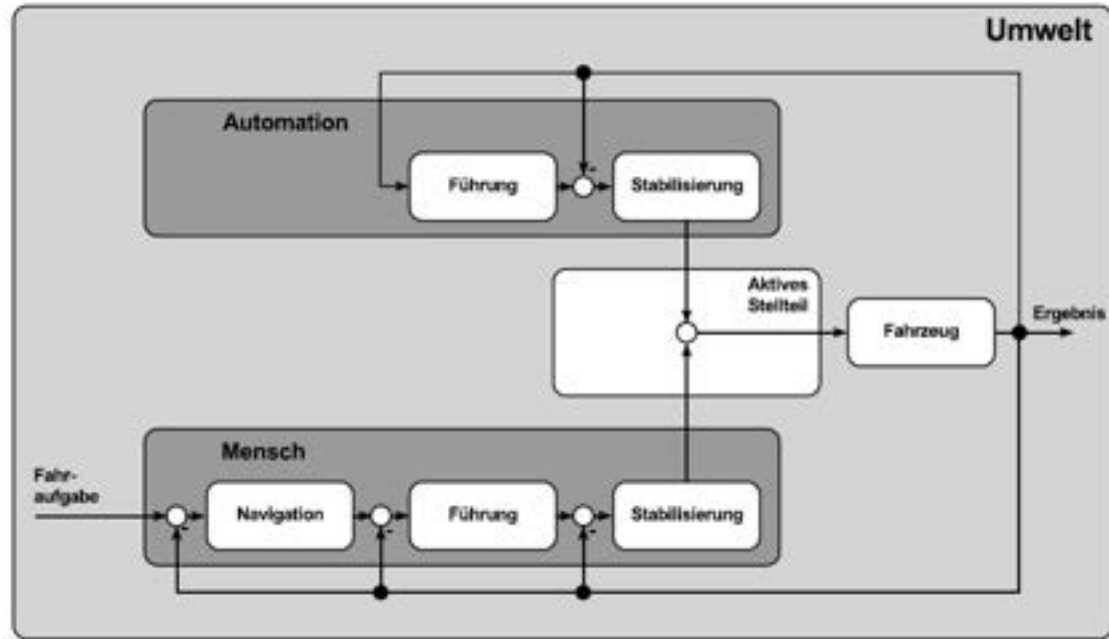 Umwelt
Automation
Führung
-
Stabilisierung
Aktives
Stellteil
Fahrzeug
Ergebnis
Mensch
Fahr-
aufgabe
-
Navigation
-
Führung
-
Stabilisierung